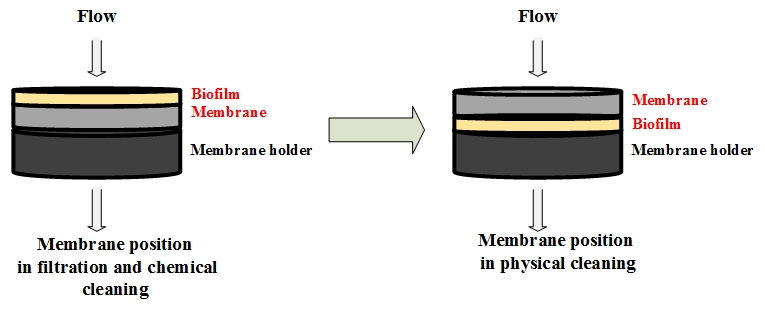 Flow
Biofilm
Membrane
Membrane holder
Membrane position
in filtration and chemical
cleaning
Flow
Membrane
Biofilm
Membrane holder
Membrane position
in physical cleaning